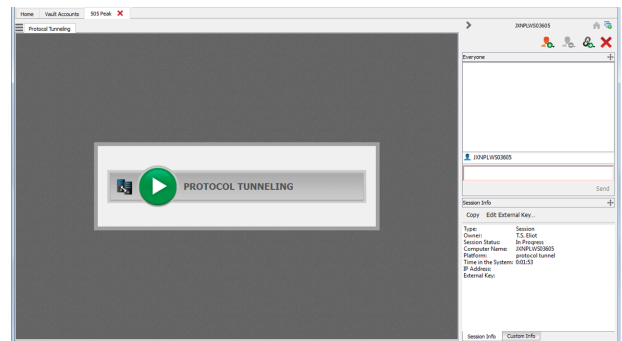 Home Vault Accounts 505 Peak
Protocol Tunneling
JXNPLWS03605
Everyone
PROTOCOL TUNNELING
JXNPLWS03605
Send
Session Info
Copy Edit External Key...
Type: Session
Owner: T.S. Eliot
Session Status: In Progress
Computer Name: JXNPLWS03605
Platform: protocol tunnel
Time in the System: 0:01:53
IP Address:
External Key:
Session Info Custom Info